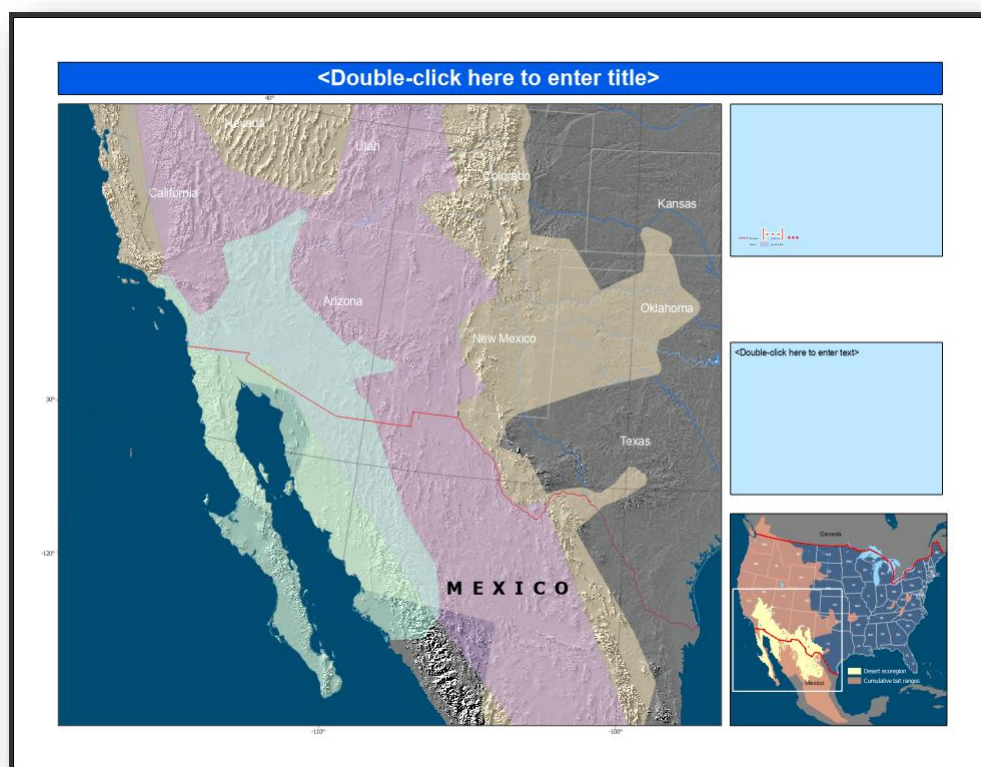 <Double-click here to enter title>
40°
Nevada
Utah
Colorado
California
Kansas
Arizona
Oklahoma
New Mexico
<Double-click here to enter text>
30°
Texas
Canada
-120°
MEXICO
Desert ecoregion
Cumulative bat ranges
Mexico
-110°
-100°